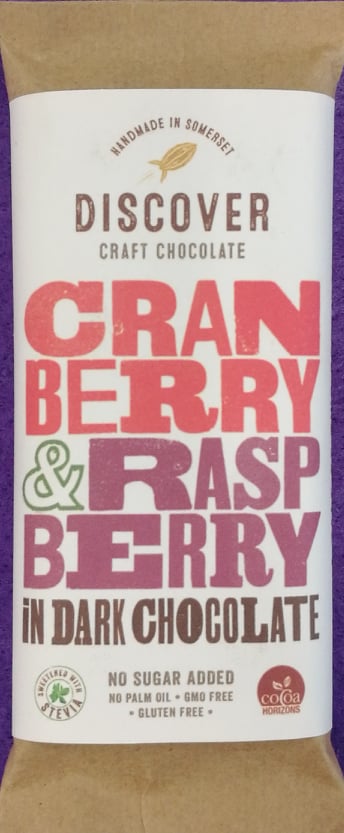 HANDMADE IN SOMERSET
DISCOVER
CRAFT CHOCOLATE
CRAN
BERRY
& RASP
BERRY
iN DARK CHOCOLATE
SWEETENED WITH
STEVIA
NO SUGAR ADDED
NO PALM OIL • GMO FREE
• GLUTEN FREE •
cocoa
HORIZONS